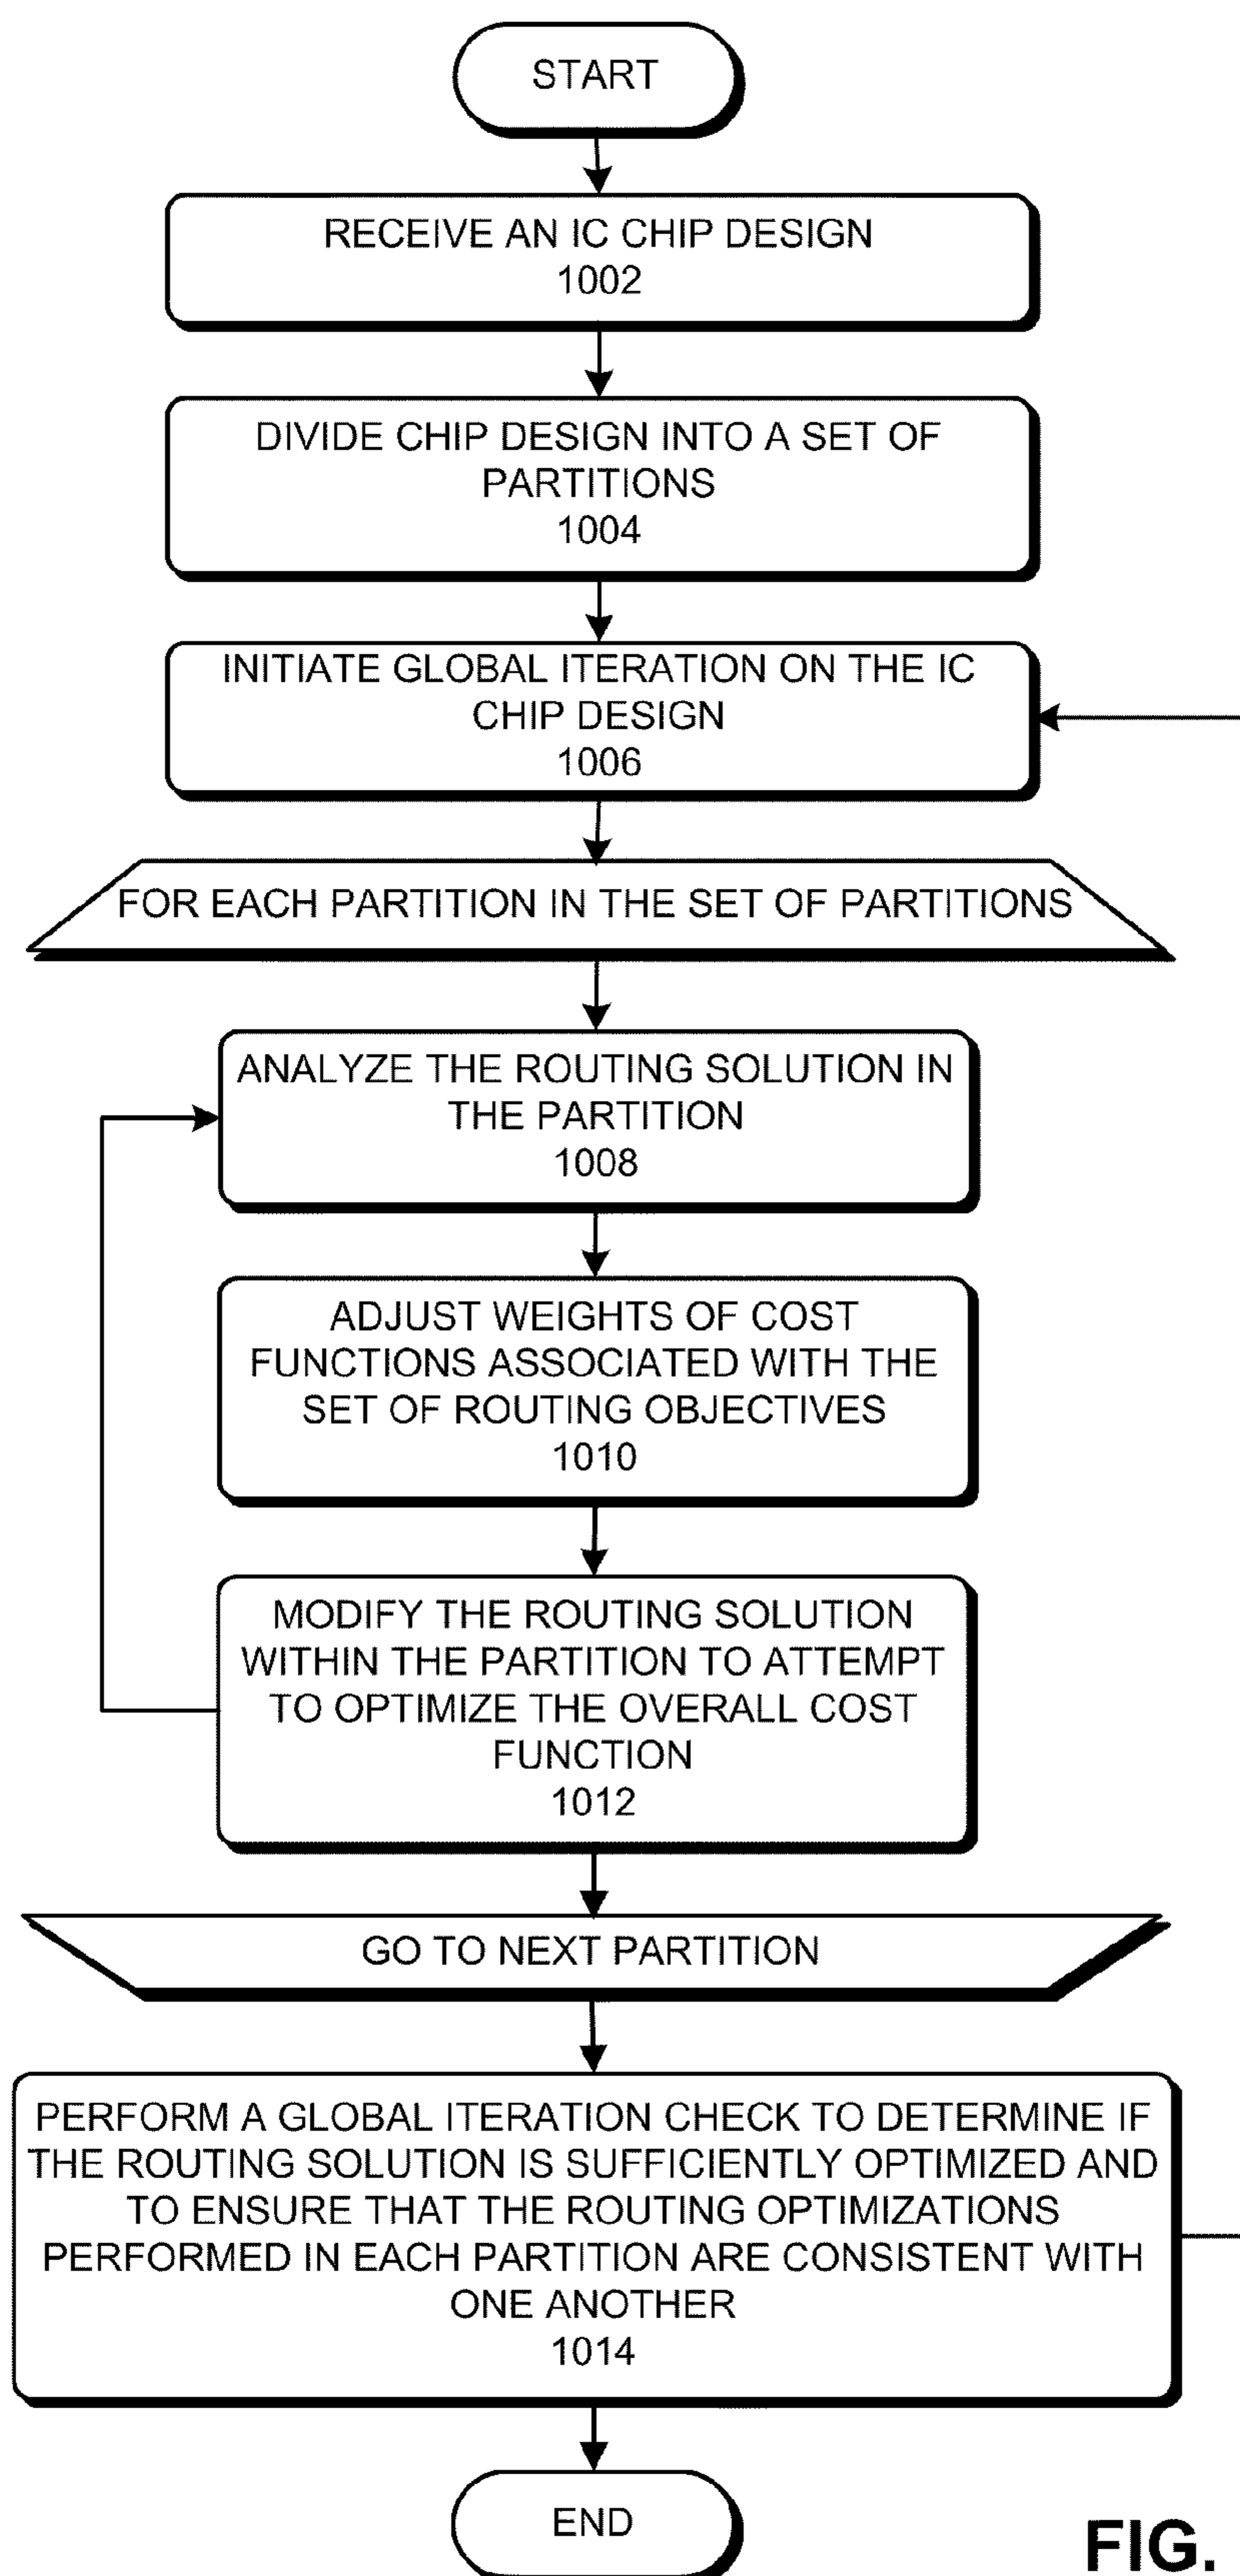 START
RECEIVE AN IC CHIP DESIGN
1002
DIVIDE CHIP DESIGN INTO A SET OF
PARTITIONS
1004
INITIATE GLOBAL ITERATION ON THE IC
CHIP DESIGN
1006
FOR EACH PARTITION IN THE SET OF PARTITIONS
ANALYZE THE ROUTING SOLUTION IN
THE PARTITION
1008
ADJUST WEIGHTS OF COST
FUNCTIONS ASSOCIATED WITH THE
SET OF ROUTING OBJECTIVES
1010
MODIFY THE ROUTING SOLUTION
WITHIN THE PARTITION TO ATTEMPT
TO OPTIMIZE THE OVERALL COST
FUNCTION
1012
GO TO NEXT PARTITION
PERFORM A GLOBAL ITERATION CHECK TO DETERMINE IF
THE ROUTING SOLUTION IS SUFFICIENTLY OPTIMIZED AND
TO ENSURE THAT THE ROUTING OPTIMIZATIONS
PERFORMED IN EACH PARTITION ARE CONSISTENT WITH
ONE ANOTHER
1014
END
FIG.